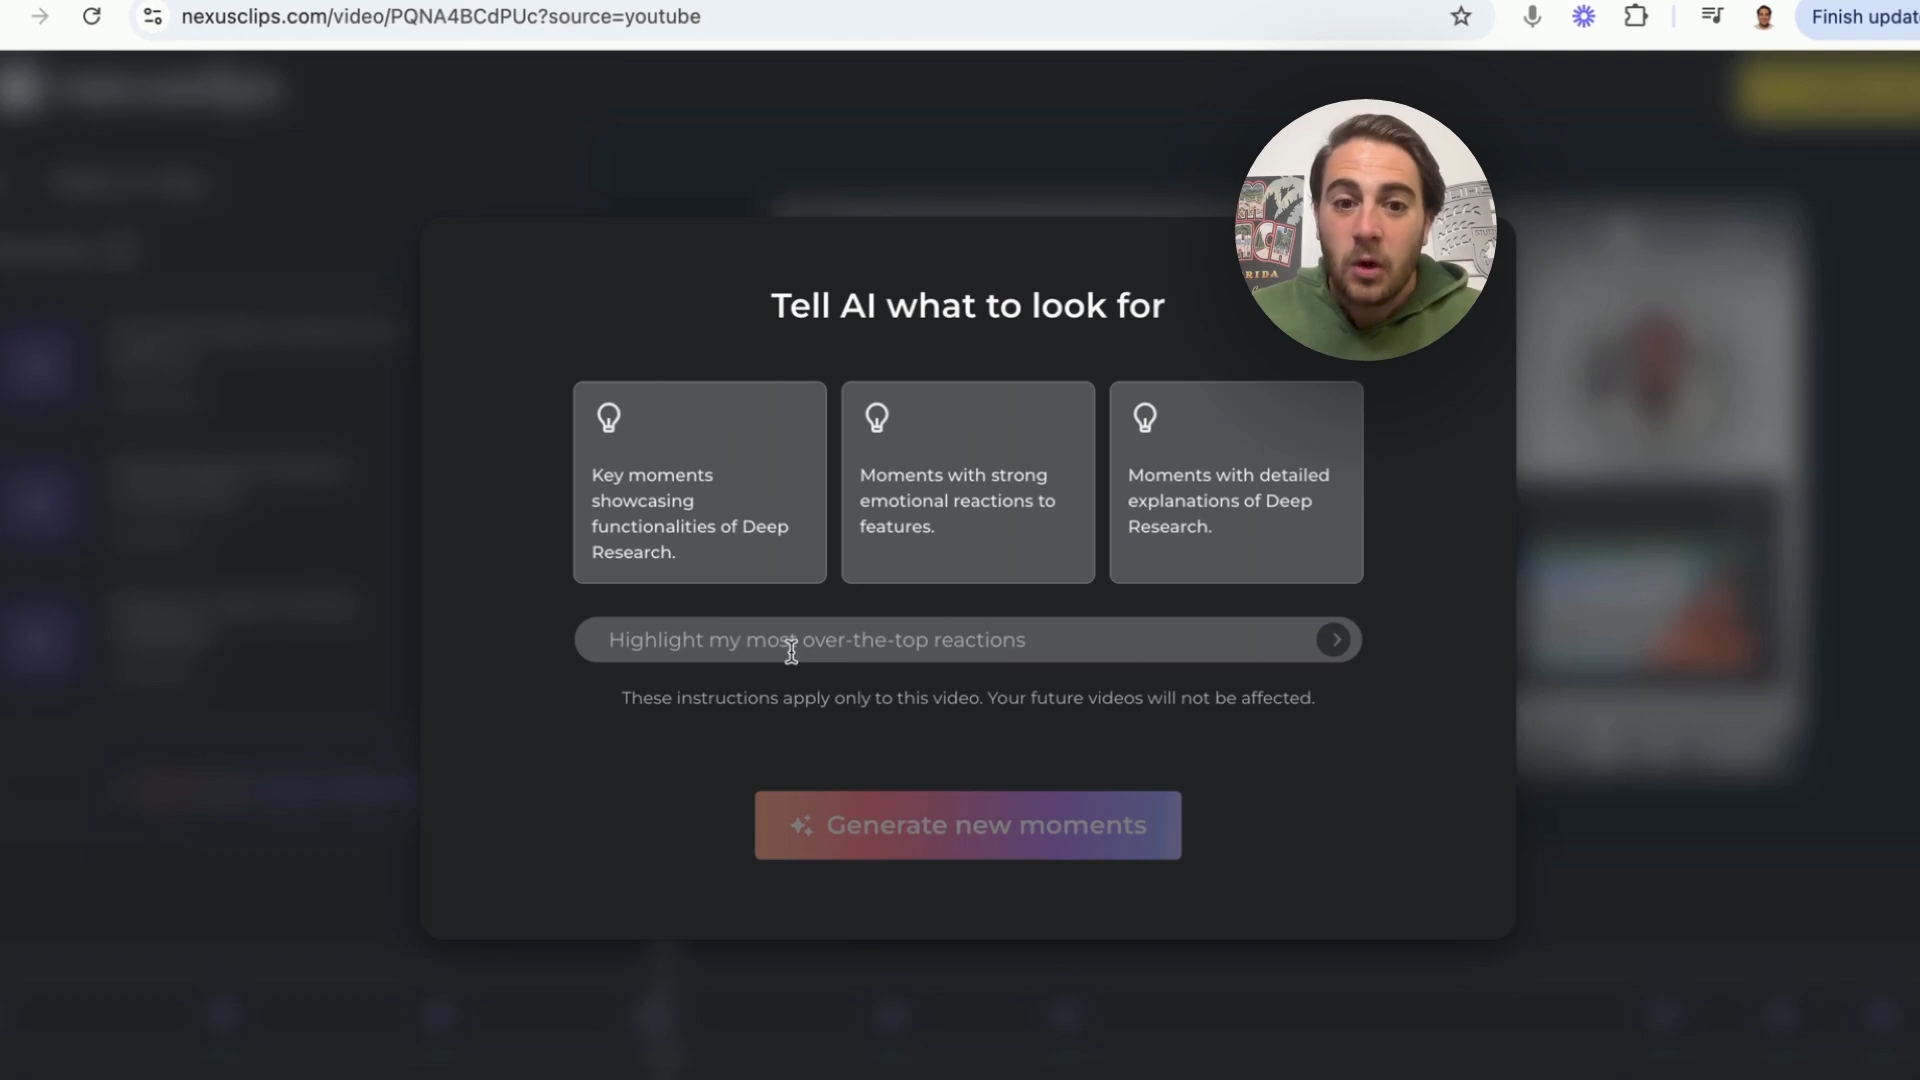 nexusclips.com/video/PQNA4BCdPUc?source=youtube
Finish updat
RIDA
Tell AI what to look for
Key moments
showcasing
functionalities of Deep
Research.
Moments with strong
emotional reactions to
features.
Moments with detailed
explanations of Deep
Research.
Highlight my most over-the-top reactions
These instructions apply only to this video. Your future videos will not be affected.
Generate new moments